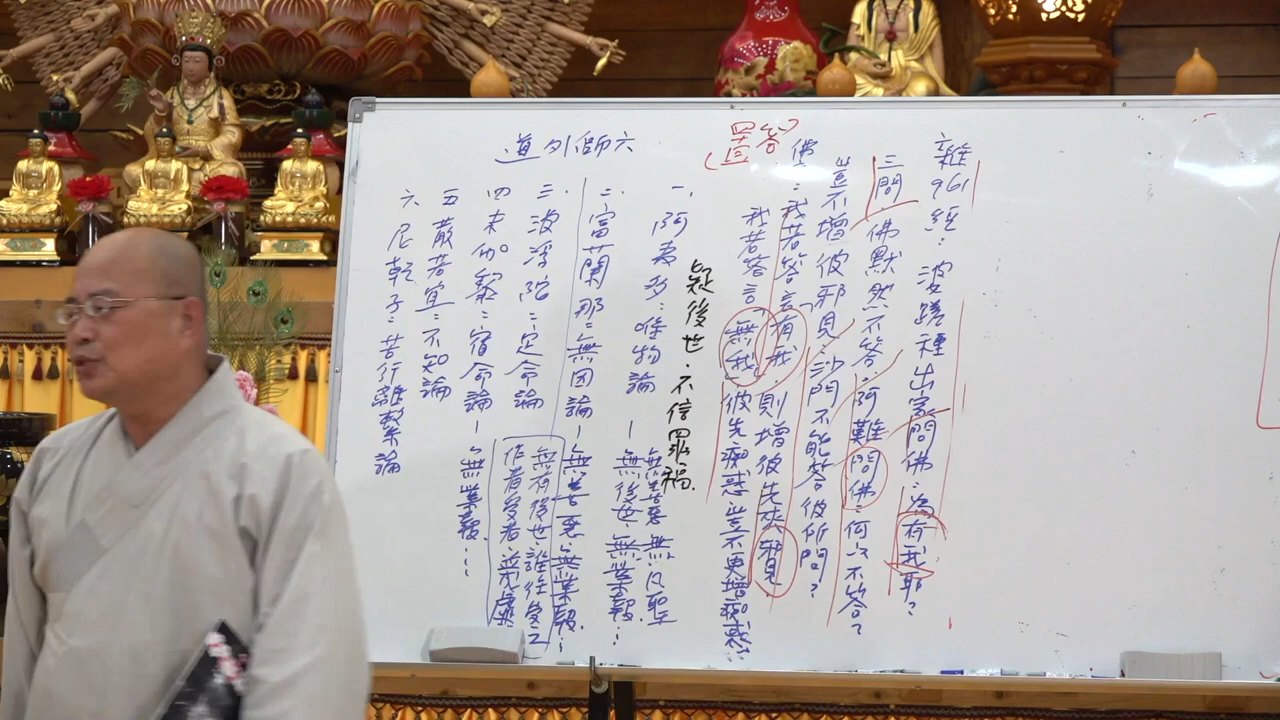 雜961經：婆蹉種出家問佛：為有我耶？
三問 佛默然不答。阿難問佛：何以不答？
豈不增彼邪見：沙門不能答彼所問？
佛：我若答言「有我」，則增彼先來邪見
我若答言「無我」彼先癡惑豈不更增癡惑…
置答
疑後世．不信罪福．
六師外道
一．阿夷多：唯物論—無善惡．無凡聖
無後世．無業報…
二．富蘭那：無因論—無善惡．無業報…
三．波浮陀：定命論
無有後世誰往受之
作者受者
四 末伽黎：宿命論—無業報…
五 散若宜：不知論
六 尼乾子：苦行離繫論